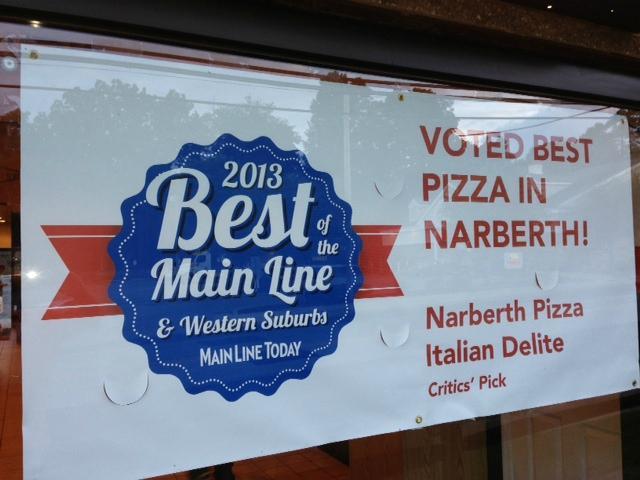 2013
Best of the
Main Line
& Western Suburbs
MAIN LINE TODAY
VOTED BEST
PIZZA IN
NARBERTH!
Narberth Pizza
Italian Delite
Critics' Pick